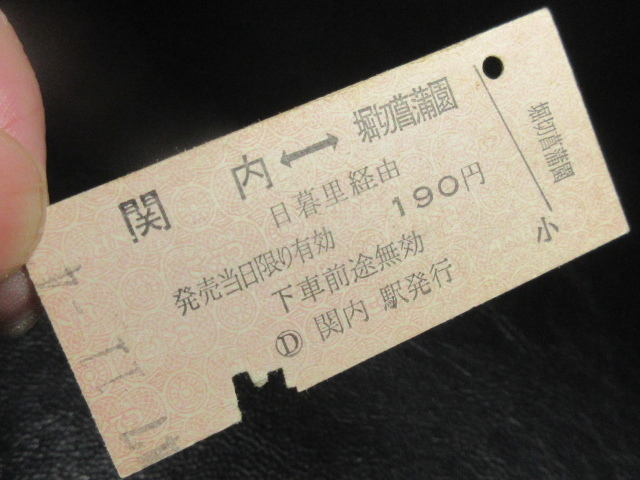 関内 ⟷ 堀切菖蒲園
日暮里経由
190円
発売当日限り有効
下車前途無効
Ⓓ 関内 駅発行
堀切菖蒲園
小